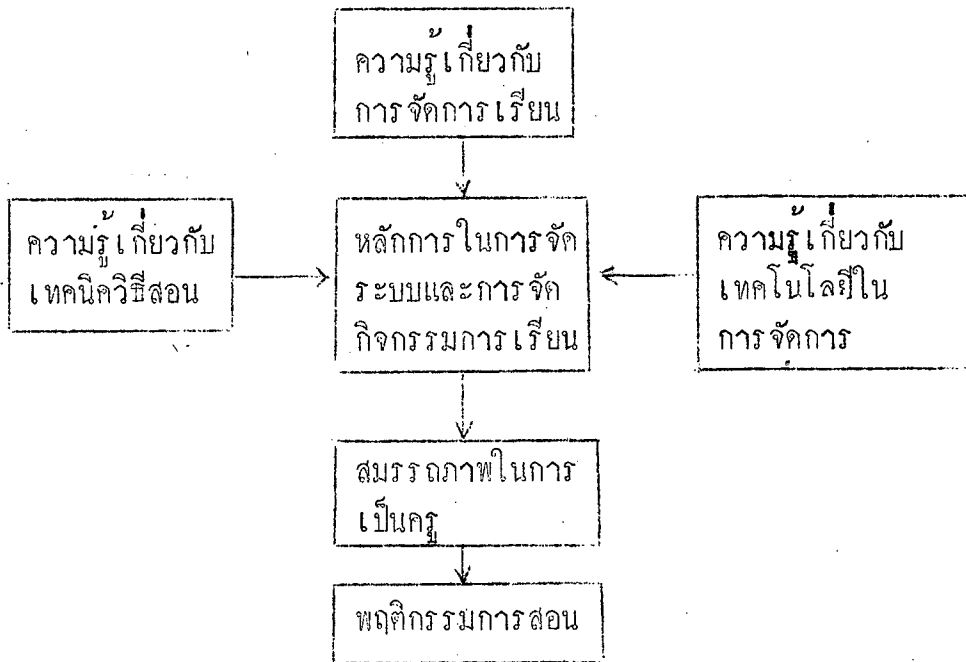 ความรู้เกี่ยวกับ
การจัดการเรียน
ความรู้เกี่ยวกับ
เทคนิควิธีสอน
หลักการในการจัด
ระบบและการจัด
กิจกรรมการเรียน
ความรู้เกี่ยวกับ
เทคโนโลยีใน
การจัดการ
สมรรถภาพในการ
เป็นครู
พฤติกรรมการสอน